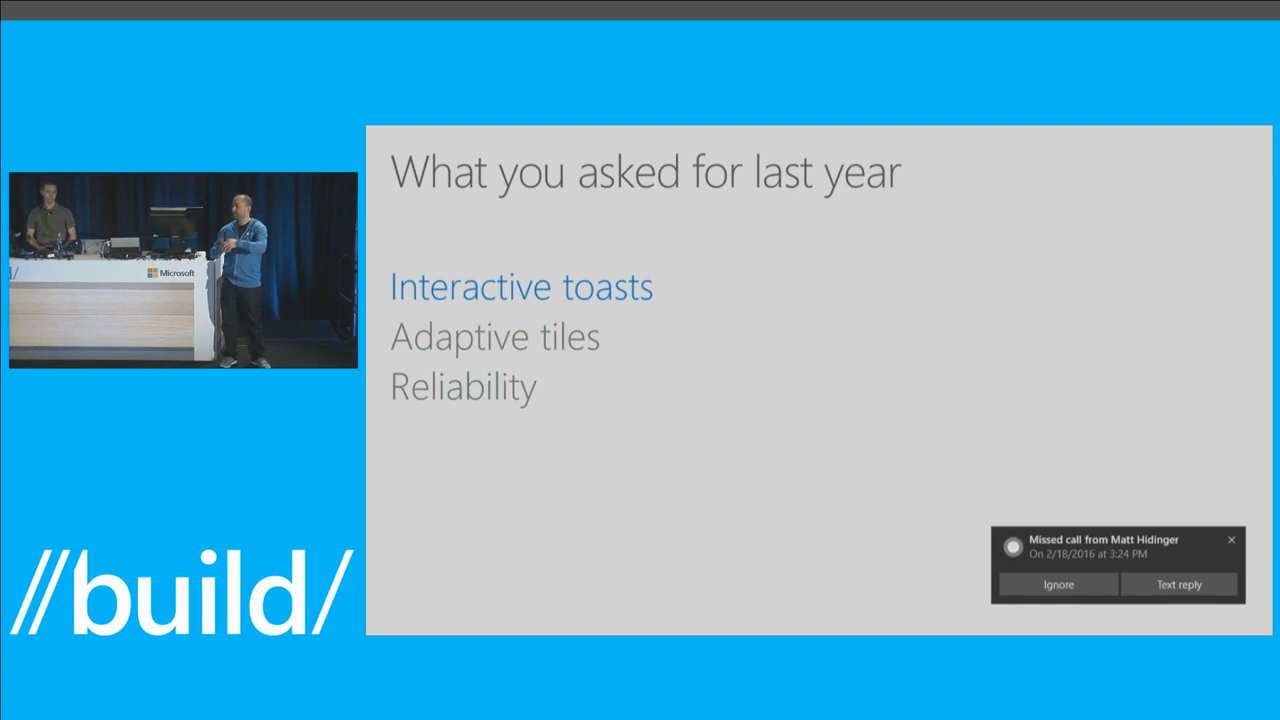 What you asked for last year
Interactive toasts
Adaptive tiles
Reliability
Microsoft
Missed call from Matt Hidinger
On 2/18/2016 at 3:24 PM
Ignore
Text reply
//build/